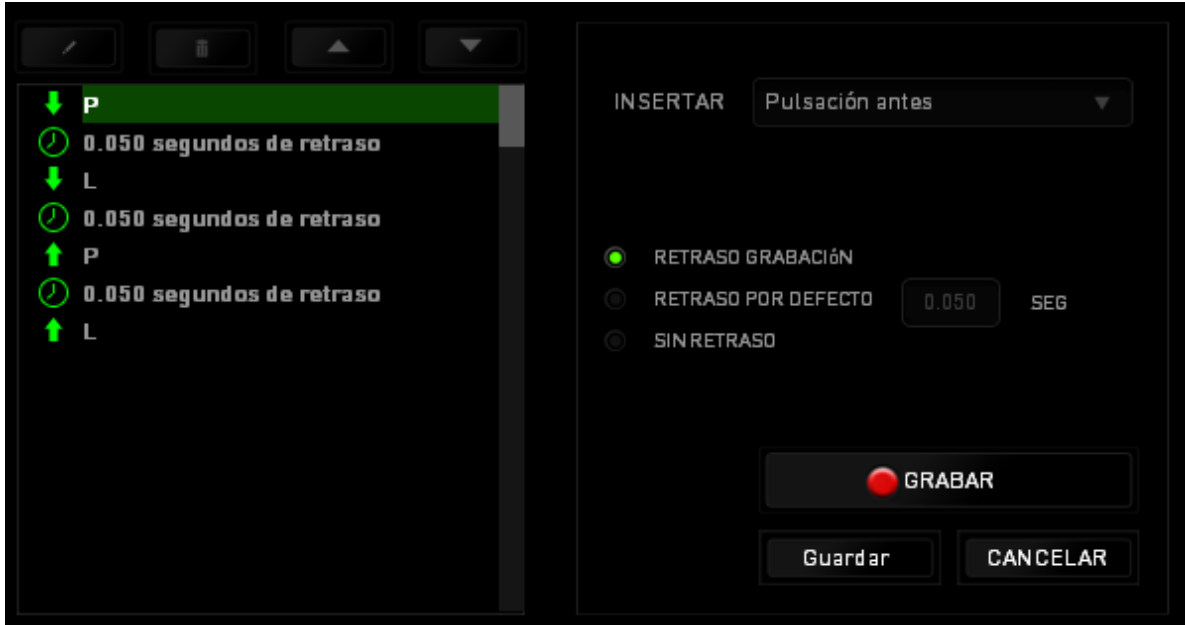 P
0.050 segundos de retraso
L
0.050 segundos de retraso
P
0.050 segundos de retraso
L
INSERTAR Pulsación antes
RETRASO GRABACIóN
RETRASO POR DEFECTO 0.050 SEG
SIN RETRASO
GRABAR
Guardar CANCELAR